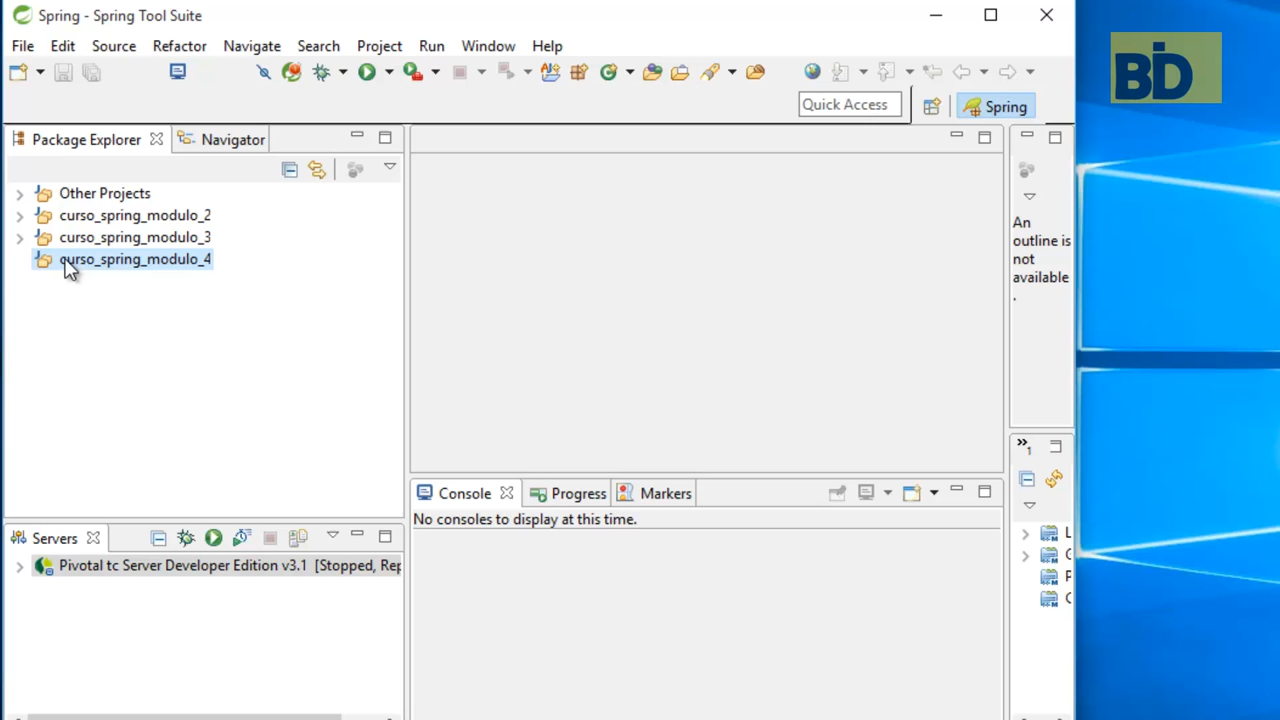 Spring - Spring Tool Suite
File Edit Source Refactor Navigate Search Project Run Window Help
Quick Access
Spring
BID
Package Explorer
Navigator
Other Projects
curso_spring_modulo_2
curso_spring_modulo_3
curso_spring_modulo_4
An
outline is
not
available
.
Console
Progress
Markers
No consoles to display at this time.
Servers
Pivotal tc Server Developer Edition v3.1 [Stopped, Rep
»1
L
P